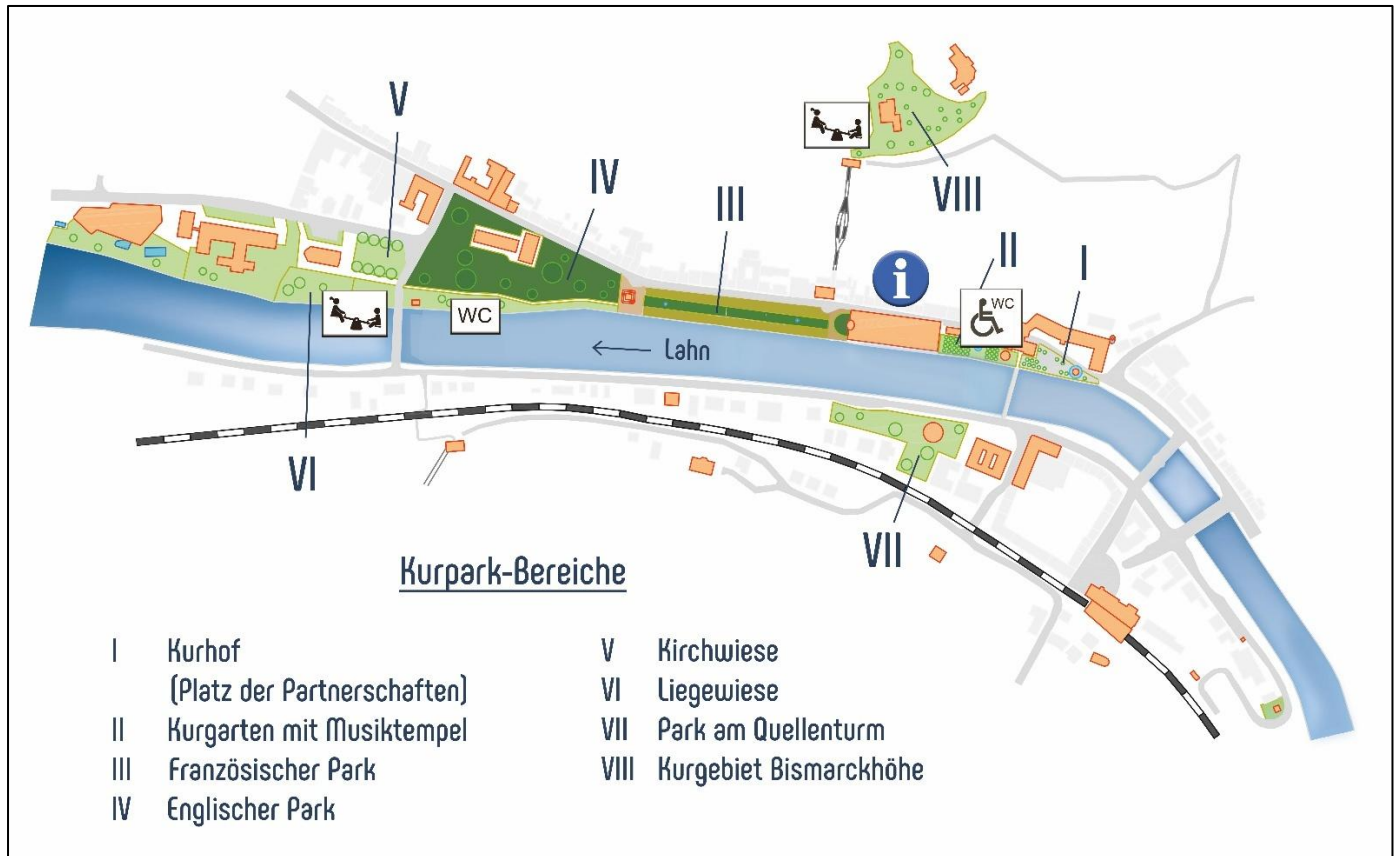 V
IV
III
VIII
i
II
I
WC
WC
← Lahn
VI
VII
Kurpark-Bereiche
I Kurhof
(Platz der Partnerschaften)
II Kurgarten mit Musiktempel
III Französischer Park
IV Englischer Park
V Kirchwiese
VI Liegewiese
VII Park am Quellenturm
VIII Kurgebiet Bismarckhöhe